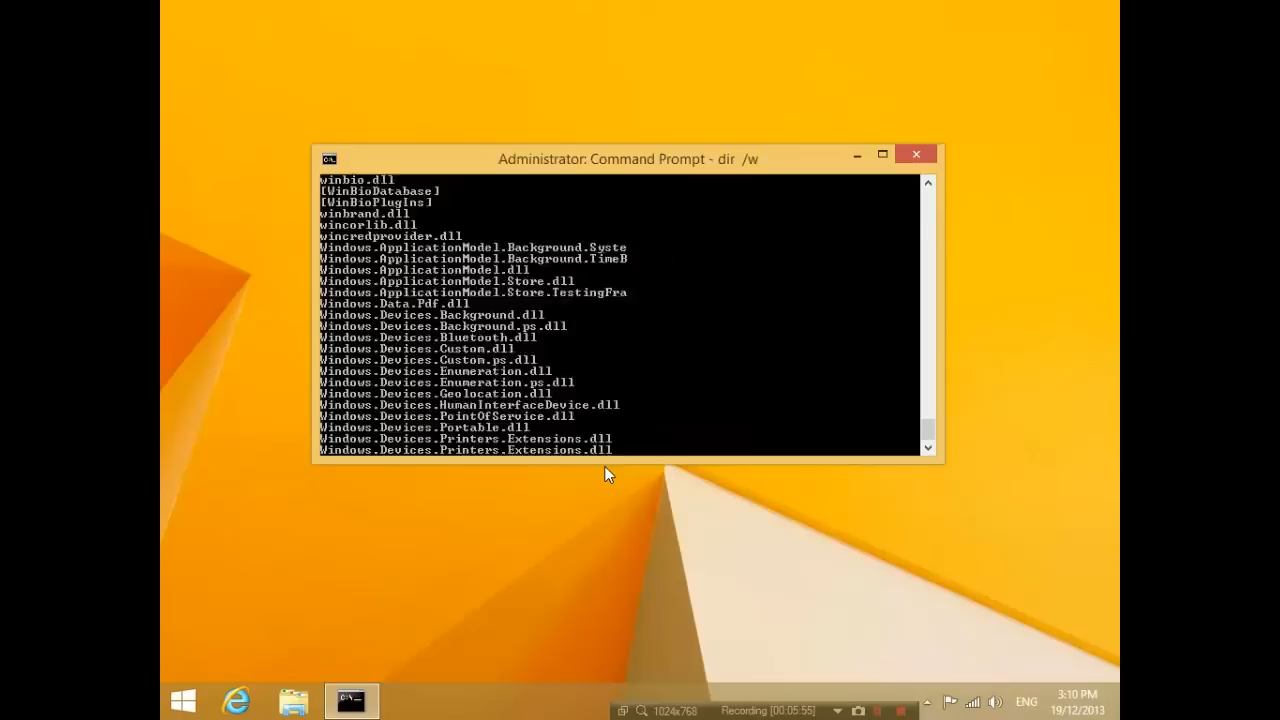 Administrator: Command Prompt - dir /w
winbio.dll
[WinBioDatabase]
[WinBioPlugIns]
winbrand.dll
wincorlib.dll
wincredprovider.dll
Windows.ApplicationModel.Background.Syste
Windows.ApplicationModel.Background.TimeB
Windows.ApplicationModel.dll
Windows.ApplicationModel.Store.dll
Windows.ApplicationModel.Store.TestingFra
Windows.Data.Pdf.dll
Windows.Devices.Background.dll
Windows.Devices.Background.ps.dll
Windows.Devices.Bluetooth.dll
Windows.Devices.Custom.dll
Windows.Devices.Custom.ps.dll
Windows.Devices.Enumeration.dll
Windows.Devices.Enumeration.ps.dll
Windows.Devices.Geolocation.dll
Windows.Devices.HumanInterfaceDevice.dll
Windows.Devices.PointOfService.dll
Windows.Devices.Portable.dll
Windows.Devices.Printers.Extensions.dll
Windows.Devices.Printers.Extensions.dll
1024x768 Recording [00:05:55]
ENG
3:10 PM
19/12/2013